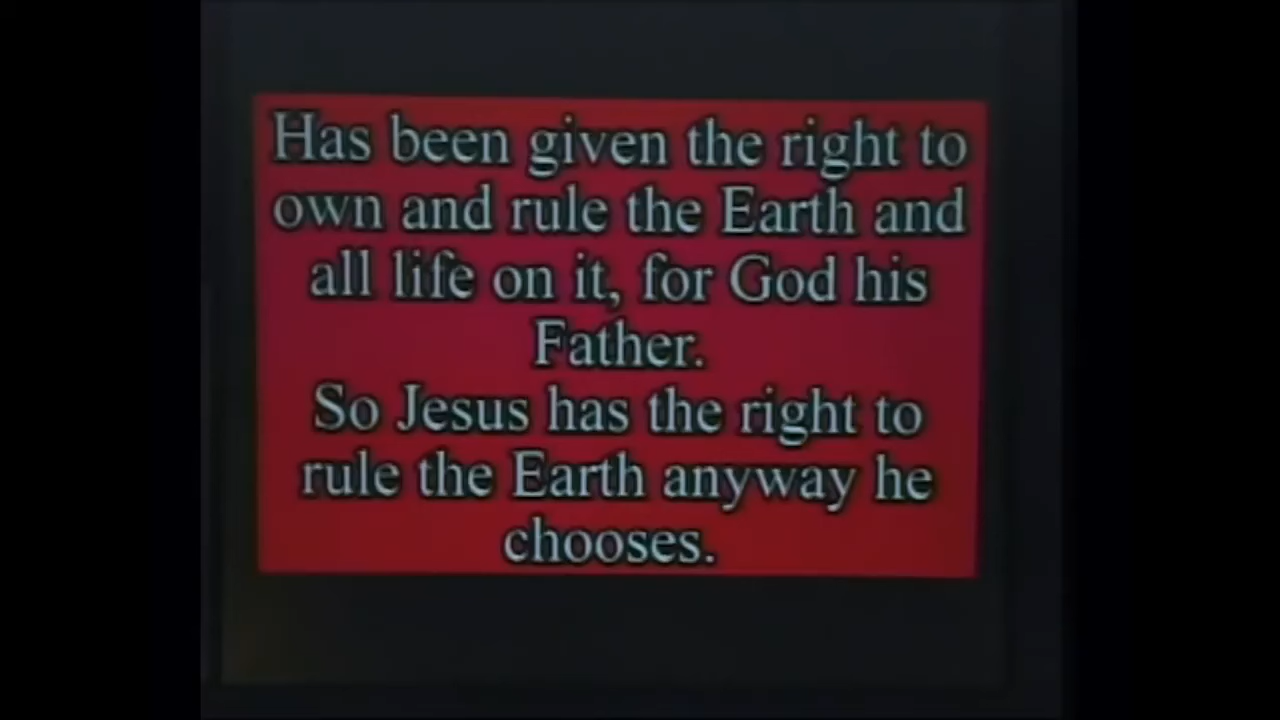 Has been given the right to
own and rule the Earth and
all life on it, for God his
Father.
So Jesus has the right to
rule the Earth anyway he
chooses.